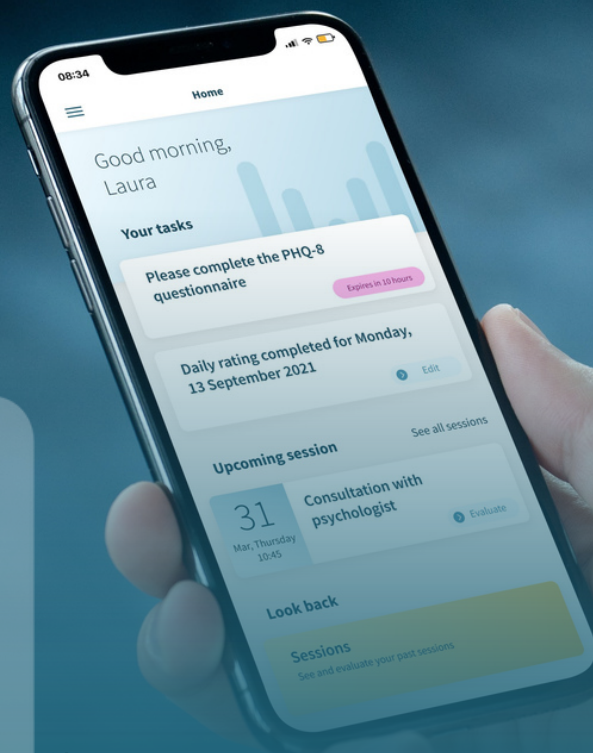 08:34
Home
Good morning,
Laura
Your tasks
Please complete the PHQ-8
questionnaire
Expires in 10 hours
Daily rating completed for Monday,
13 September 2021
Edit
Upcoming session
See all sessions
31
Mar, Thursday
10:45
Consultation with
psychologist
Evaluate
Look back
Sessions
See and evaluate your past sessions